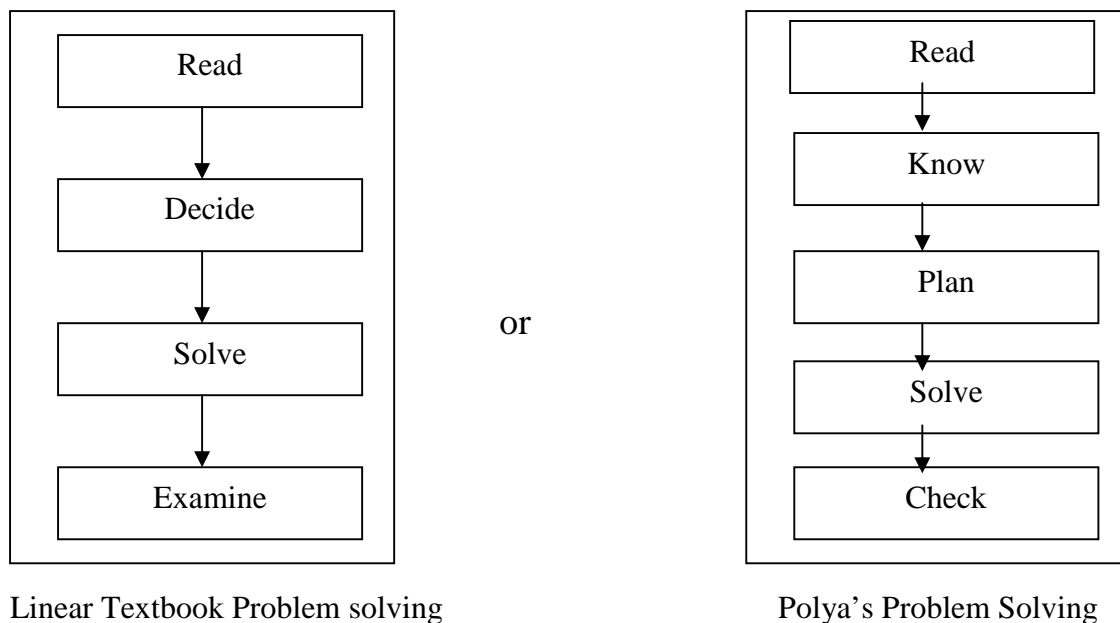 Read
Decide
Solve
Examine
or
Read
Know
Plan
Solve
Check
Linear Textbook Problem solving
Polya’s Problem Solving